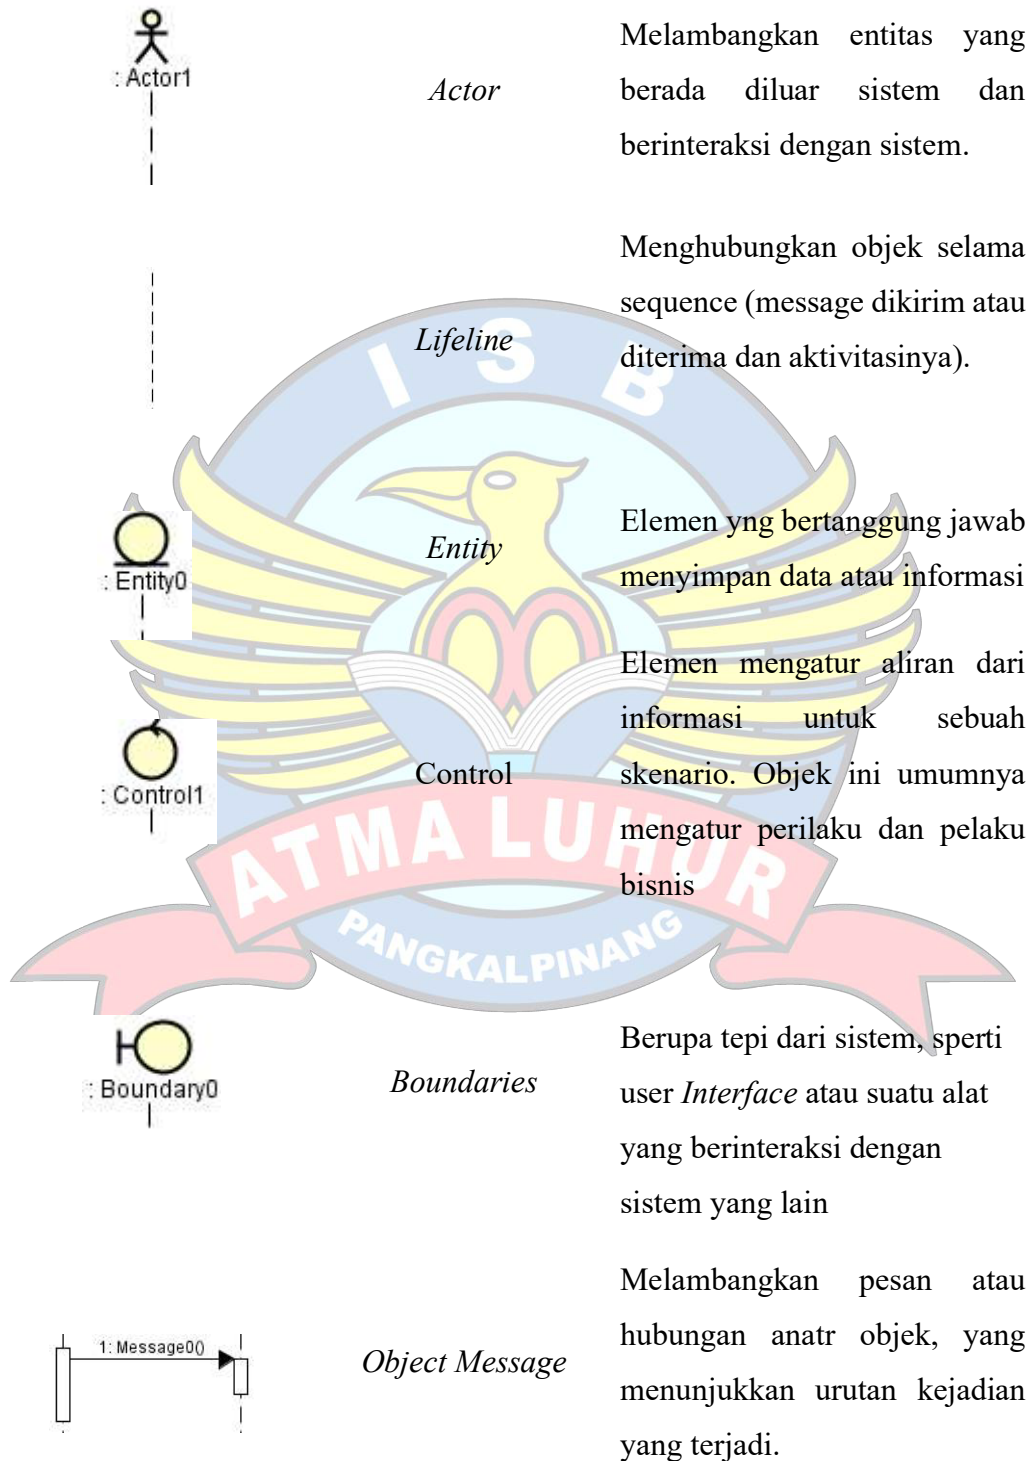 : Actor1
Actor
Melambangkan entitas yang
berada diluar sistem dan
berinteraksi dengan sistem.
Lifeline
Menghubungkan objek selama
sequence (message dikirim atau
diterima dan aktivitasinya).
I S B
: Entity0
Entity
Elemen yng bertanggung jawab
menyimpan data atau informasi
: Control1
Control
Elemen mengatur aliran dari
informasi untuk sebuah
skenario. Objek ini umumnya
mengatur perilaku dan pelaku
bisnis
ATMA LUHUR
PANGKALPINANG
: Boundary0
Boundaries
Berupa tepi dari sistem, sperti
user Interface atau suatu alat
yang berinteraksi dengan
sistem yang lain
1: Message0()
Object Message
Melambangkan pesan atau
hubungan anatr objek, yang
menunjukkan urutan kejadian
yang terjadi.